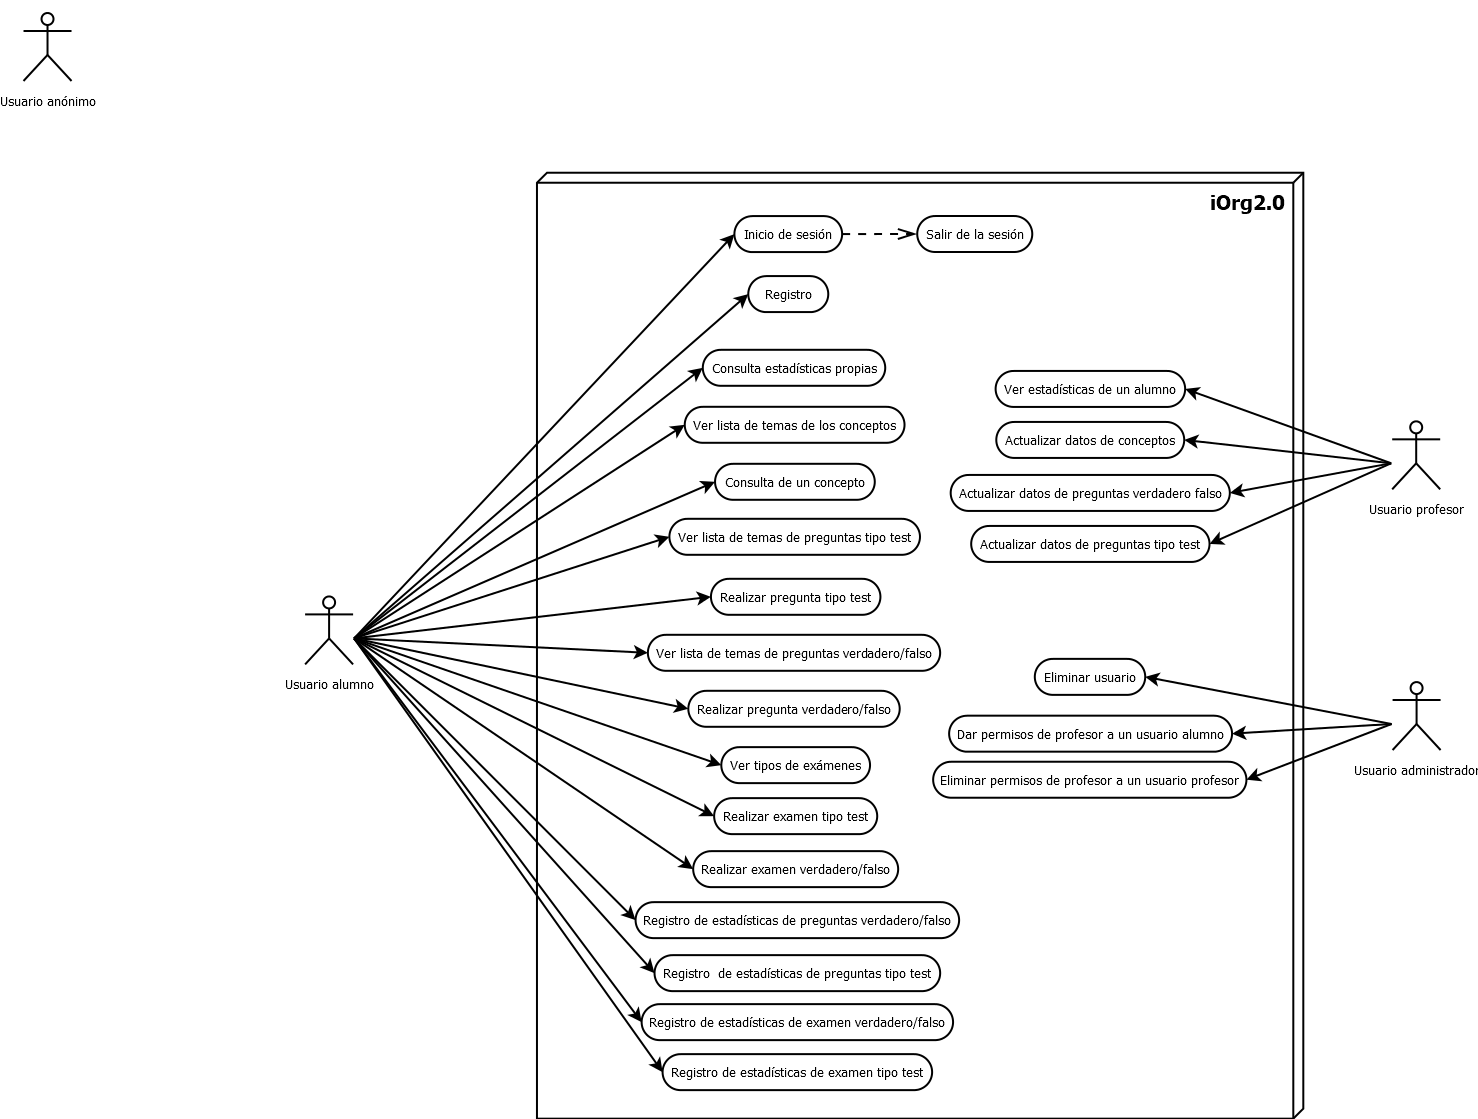 Usuario anónimo
iOrg2.0
Inicio de sesión
Salir de la sesión
Registro
Consulta estadísticas propias
Ver lista de temas de los conceptos
Consulta de un concepto
Ver lista de temas de preguntas tipo test
Realizar pregunta tipo test
Ver lista de temas de preguntas verdadero/falso
Realizar pregunta verdadero/falso
Ver tipos de exámenes
Realizar examen tipo test
Realizar examen verdadero/falso
Registro de estadísticas de preguntas verdadero/falso
Registro  de estadísticas de preguntas tipo test
Registro de estadísticas de examen verdadero/falso
Registro de estadísticas de examen tipo test
Usuario alumno
Ver estadísticas de un alumno
Actualizar datos de conceptos
Actualizar datos de preguntas verdadero falso
Actualizar datos de preguntas tipo test
Usuario profesor
Eliminar usuario
Dar permisos de profesor a un usuario alumno
Eliminar permisos de profesor a un usuario profesor
Usuario administrador